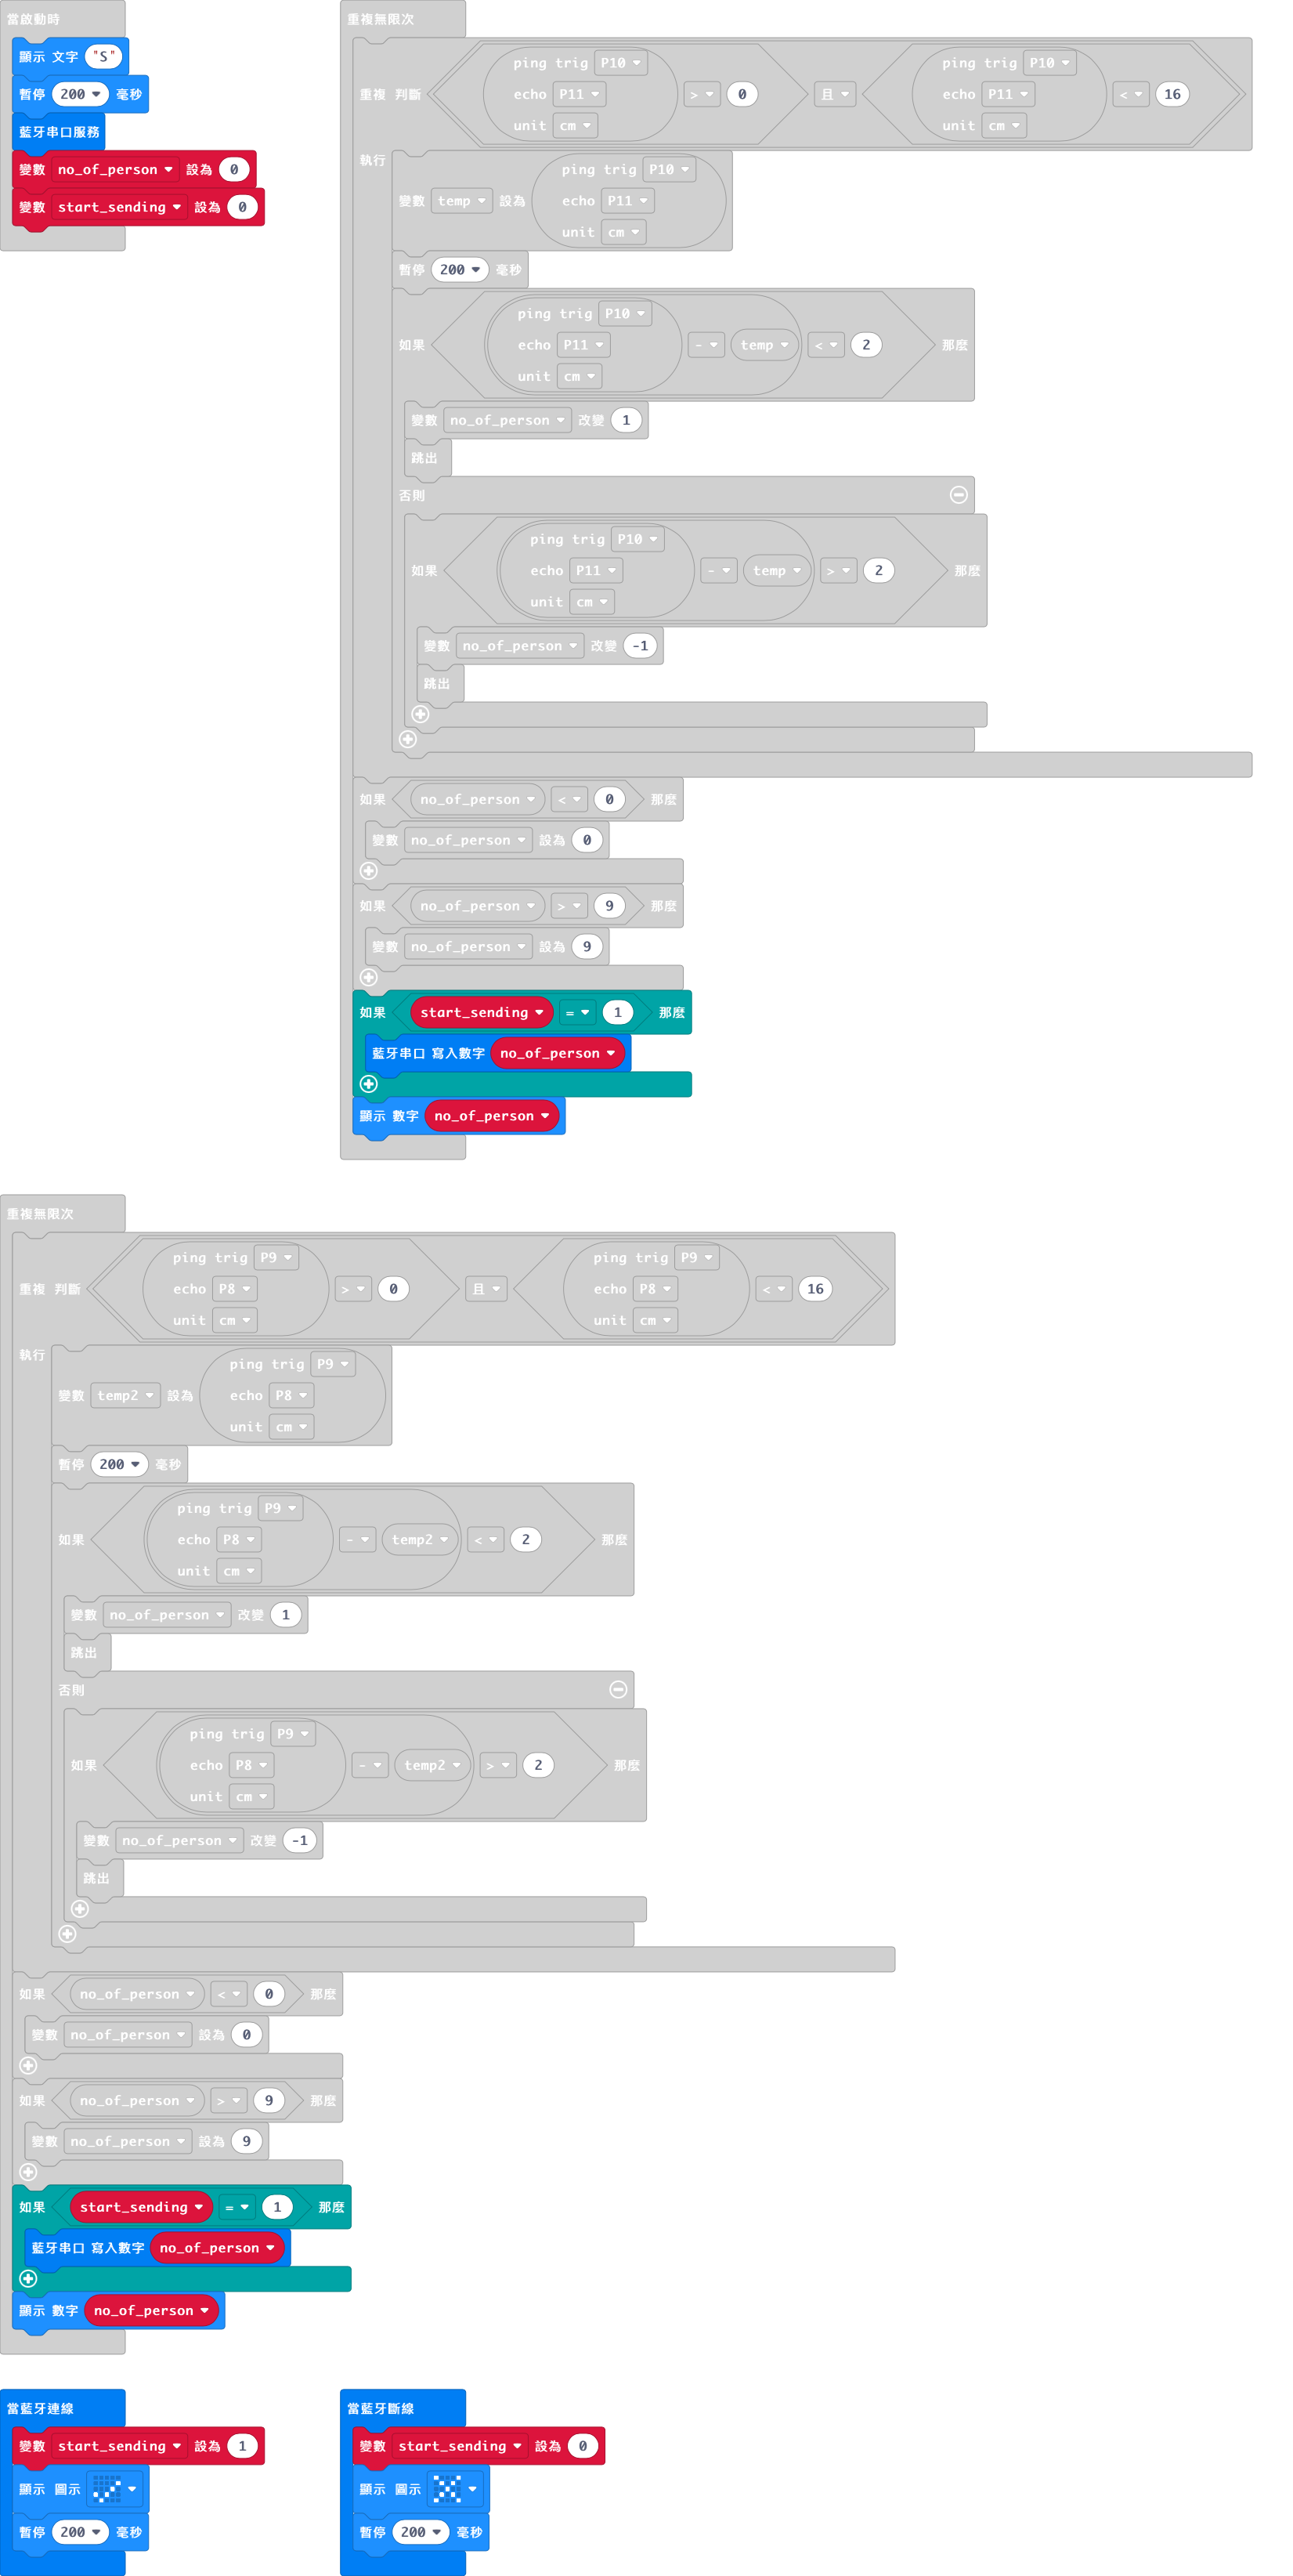 當啟動時
顯示 文字 "S"
暫停 200 毫秒
藍牙串口服務
變數 no_of_person 設為 0
變數 start_sending 設為 0
重複無限次
重複 判斷 ping trig P10 echo P11 unit cm > 0 且 ping trig P10 echo P11 unit cm < 16
執行
變數 temp 設為 ping trig P10 echo P11 unit cm
暫停 200 毫秒
如果 ping trig P10 echo P11 unit cm - temp < 2 那麼
變數 no_of_person 改變 1
跳出
否則
如果 ping trig P10 echo P11 unit cm - temp > 2 那麼
變數 no_of_person 改變 -1
跳出
如果 no_of_person < 0 那麼
變數 no_of_person 設為 0
如果 no_of_person > 9 那麼
變數 no_of_person 設為 9
如果 start_sending = 1 那麼
藍牙串口 寫入數字 no_of_person
顯示 數字 no_of_person
重複無限次
重複 判斷 ping trig P9 echo P8 unit cm > 0 且 ping trig P9 echo P8 unit cm < 16
執行
變數 temp2 設為 ping trig P9 echo P8 unit cm
暫停 200 毫秒
如果 ping trig P9 echo P8 unit cm - temp2 < 2 那麼
變數 no_of_person 改變 1
跳出
否則
如果 ping trig P9 echo P8 unit cm - temp2 > 2 那麼
變數 no_of_person 改變 -1
跳出
如果 no_of_person < 0 那麼
變數 no_of_person 設為 0
如果 no_of_person > 9 那麼
變數 no_of_person 設為 9
如果 start_sending = 1 那麼
藍牙串口 寫入數字 no_of_person
顯示 數字 no_of_person
當藍牙連線
變數 start_sending 設為 1
顯示 圖示
暫停 200 毫秒
當藍牙斷線
變數 start_sending 設為 0
顯示 圖示
暫停 200 毫秒